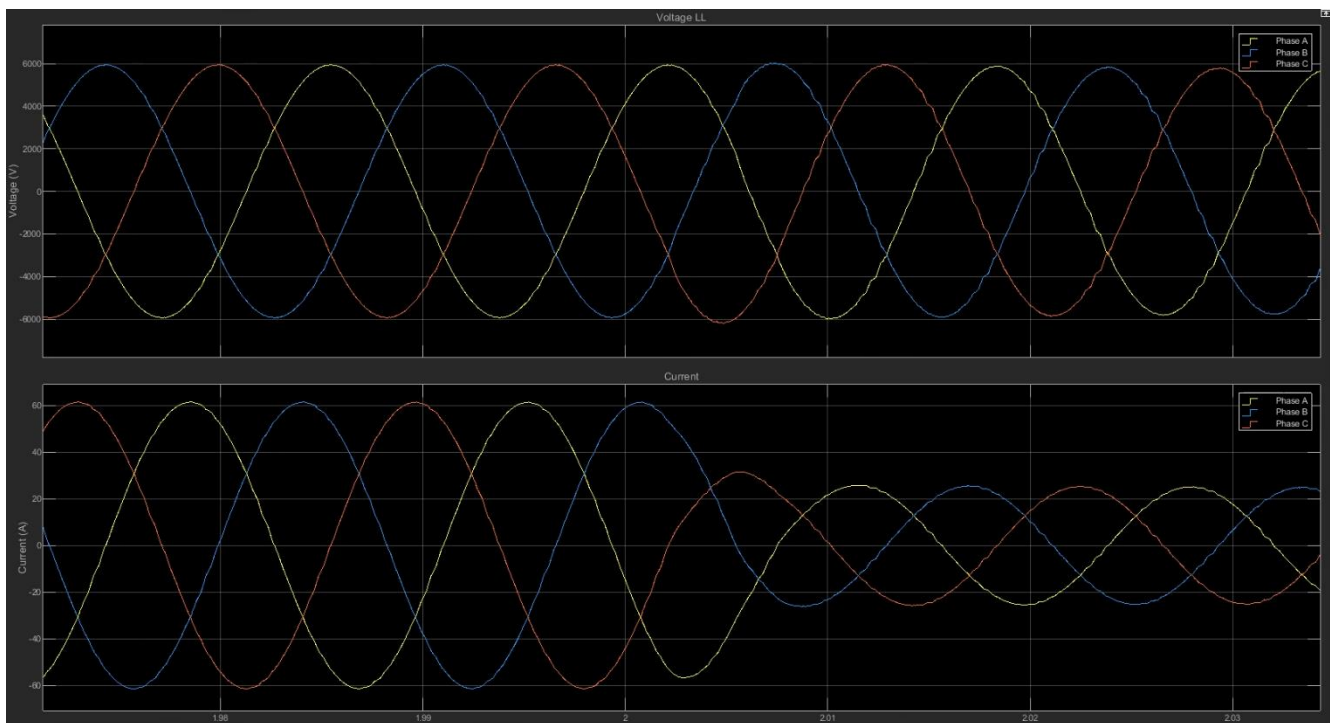 Voltage LL
Phase A
Phase B
Phase C
6000
4000
2000
0
-2000
-4000
-6000
Voltage (V)
Current
Phase A
Phase B
Phase C
60
40
20
0
-20
-40
-60
Current (A)
1.98
1.99
2
2.01
2.02
2.03